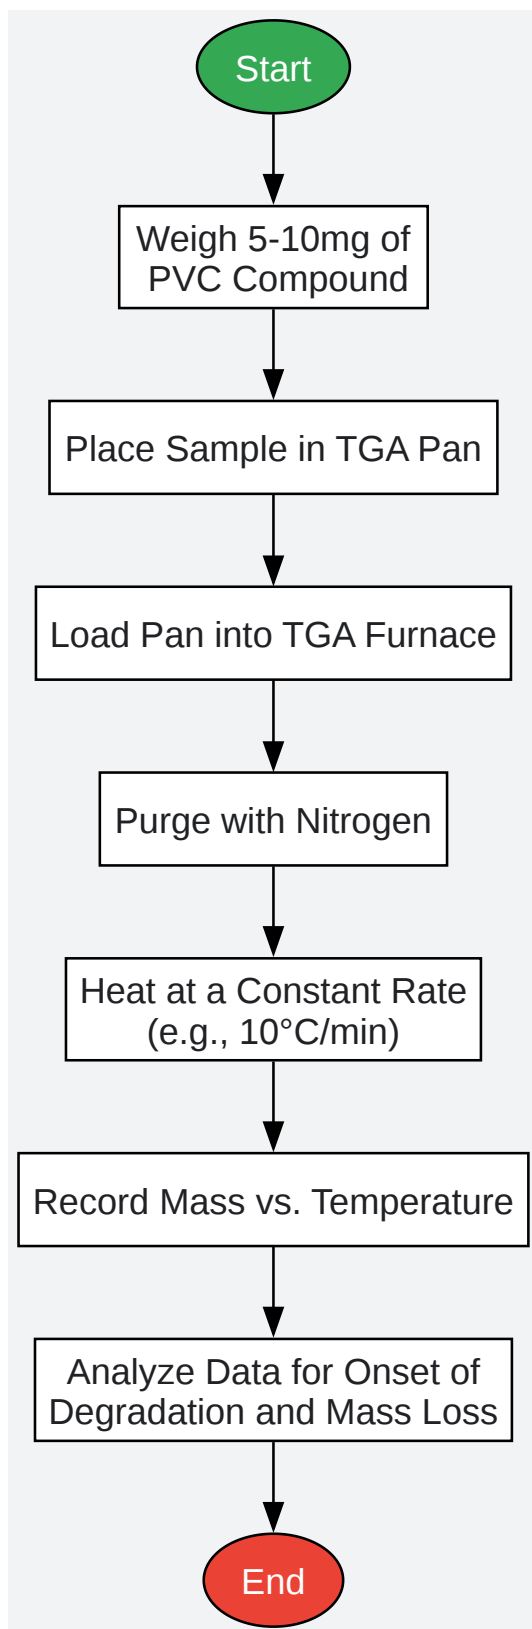 Start
Weigh 5-10mg of
PVC Compound
Place Sample in TGA Pan
Load Pan into TGA Furnace
Purge with Nitrogen
Heat at a Constant Rate
(e.g., 10°C/min)
Record Mass vs. Temperature
Analyze Data for Onset of
Degradation and Mass Loss
End